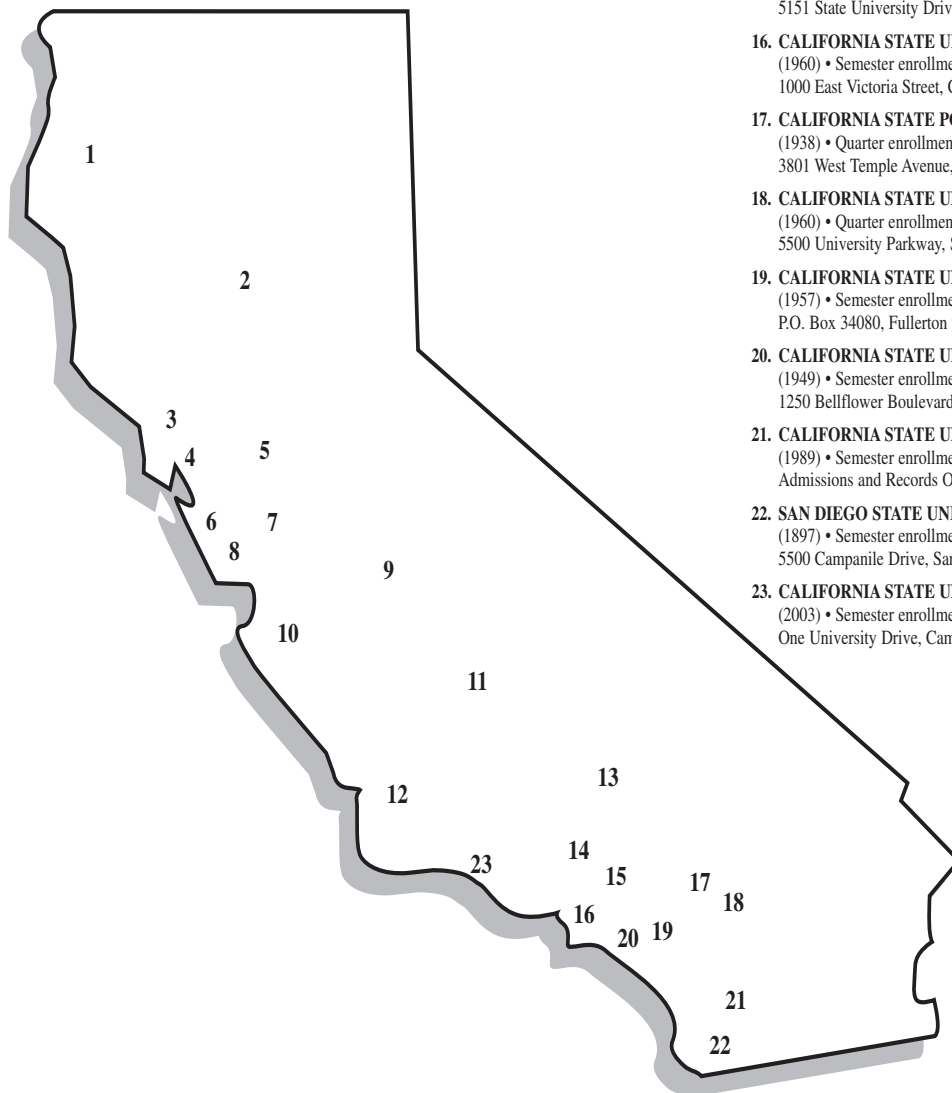 5151 State University Driv
16. CALIFORNIA STATE U
(1960) • Semester enrollme
1000 East Victoria Street, C
17. CALIFORNIA STATE PO
(1938) • Quarter enrollmen
3801 West Temple Avenue,
18. CALIFORNIA STATE U
(1960) • Quarter enrollmen
5500 University Parkway, S
19. CALIFORNIA STATE U
(1957) • Semester enrollme
P.O. Box 34080, Fullerton
20. CALIFORNIA STATE U
(1949) • Semester enrollme
1250 Bellflower Boulevard
21. CALIFORNIA STATE U
(1989) • Semester enrollme
Admissions and Records O
22. SAN DIEGO STATE UN
(1897) • Semester enrollme
5500 Campanile Drive, San
23. CALIFORNIA STATE U
(2003) • Semester enrollme
One University Drive, Cam
1
2
3
4
5
6
7
8
9
10
11
12
13
14
23
15
17
18
16
20
19
21
22